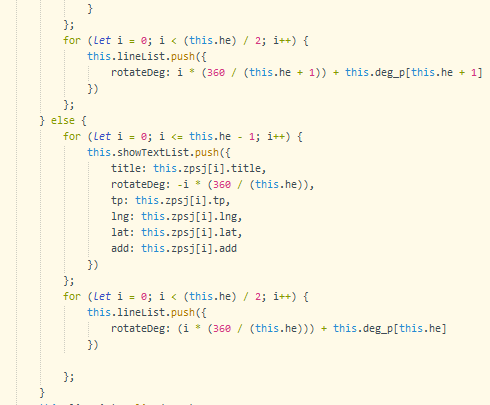 }
};
for (let i = 0; i < (this.he) / 2; i++) {
this.lineList.push({
rotateDeg: i * (360 / (this.he + 1)) + this.deg_p[this.he + 1]
})
};
} else {
for (let i = 0; i <= this.he - 1; i++) {
this.showTextList.push({
title: this.zpsj[i].title,
rotateDeg: -i * (360 / (this.he)),
tp: this.zpsj[i].tp,
lng: this.zpsj[i].lng,
lat: this.zpsj[i].lat,
add: this.zpsj[i].add
})
};
for (let i = 0; i < (this.he) / 2; i++) {
this.lineList.push({
rotateDeg: (i * (360 / (this.he))) + this.deg_p[this.he]
})
};
}